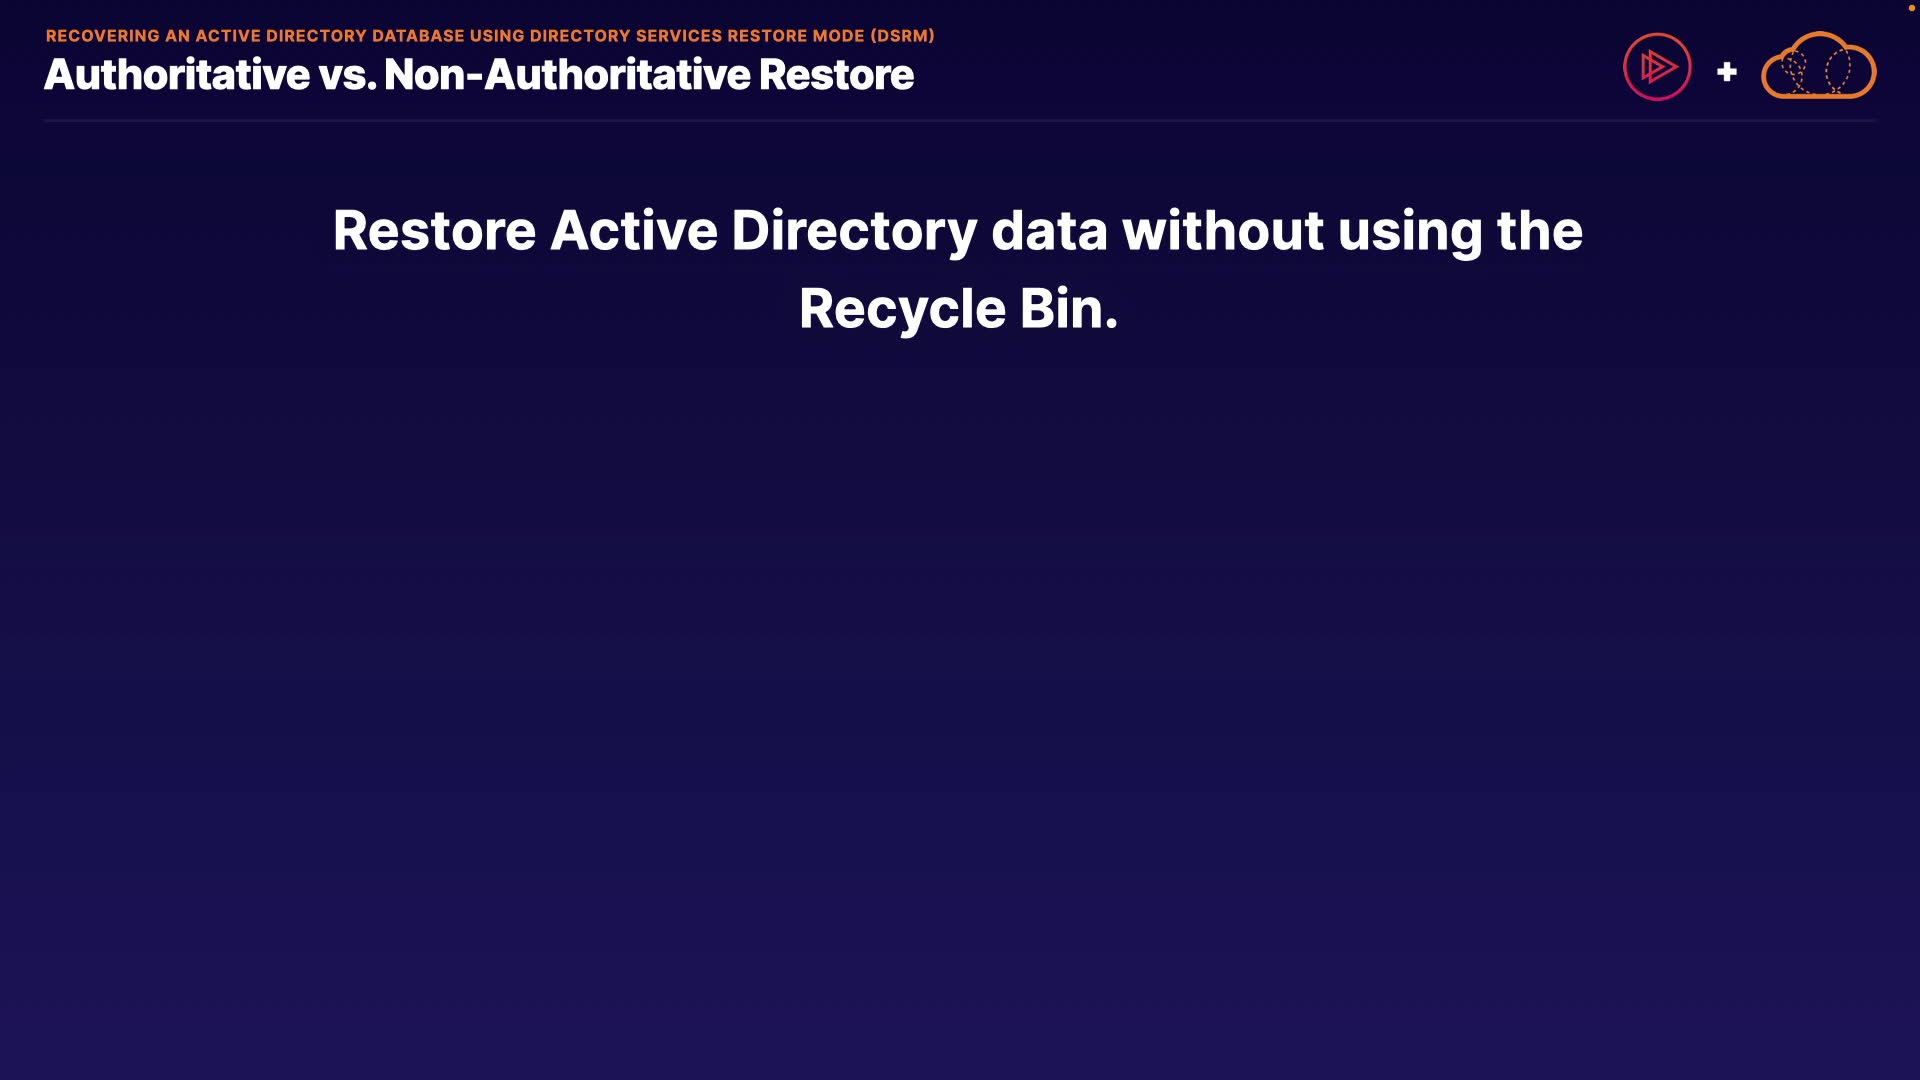 RECOVERING AN ACTIVE DIRECTORY DATABASE USING DIRECTORY SERVICES RESTORE MODE (DSRM)
Authoritative vs. Non-Authoritative Restore
+
Restore Active Directory data without using the
Recycle Bin.